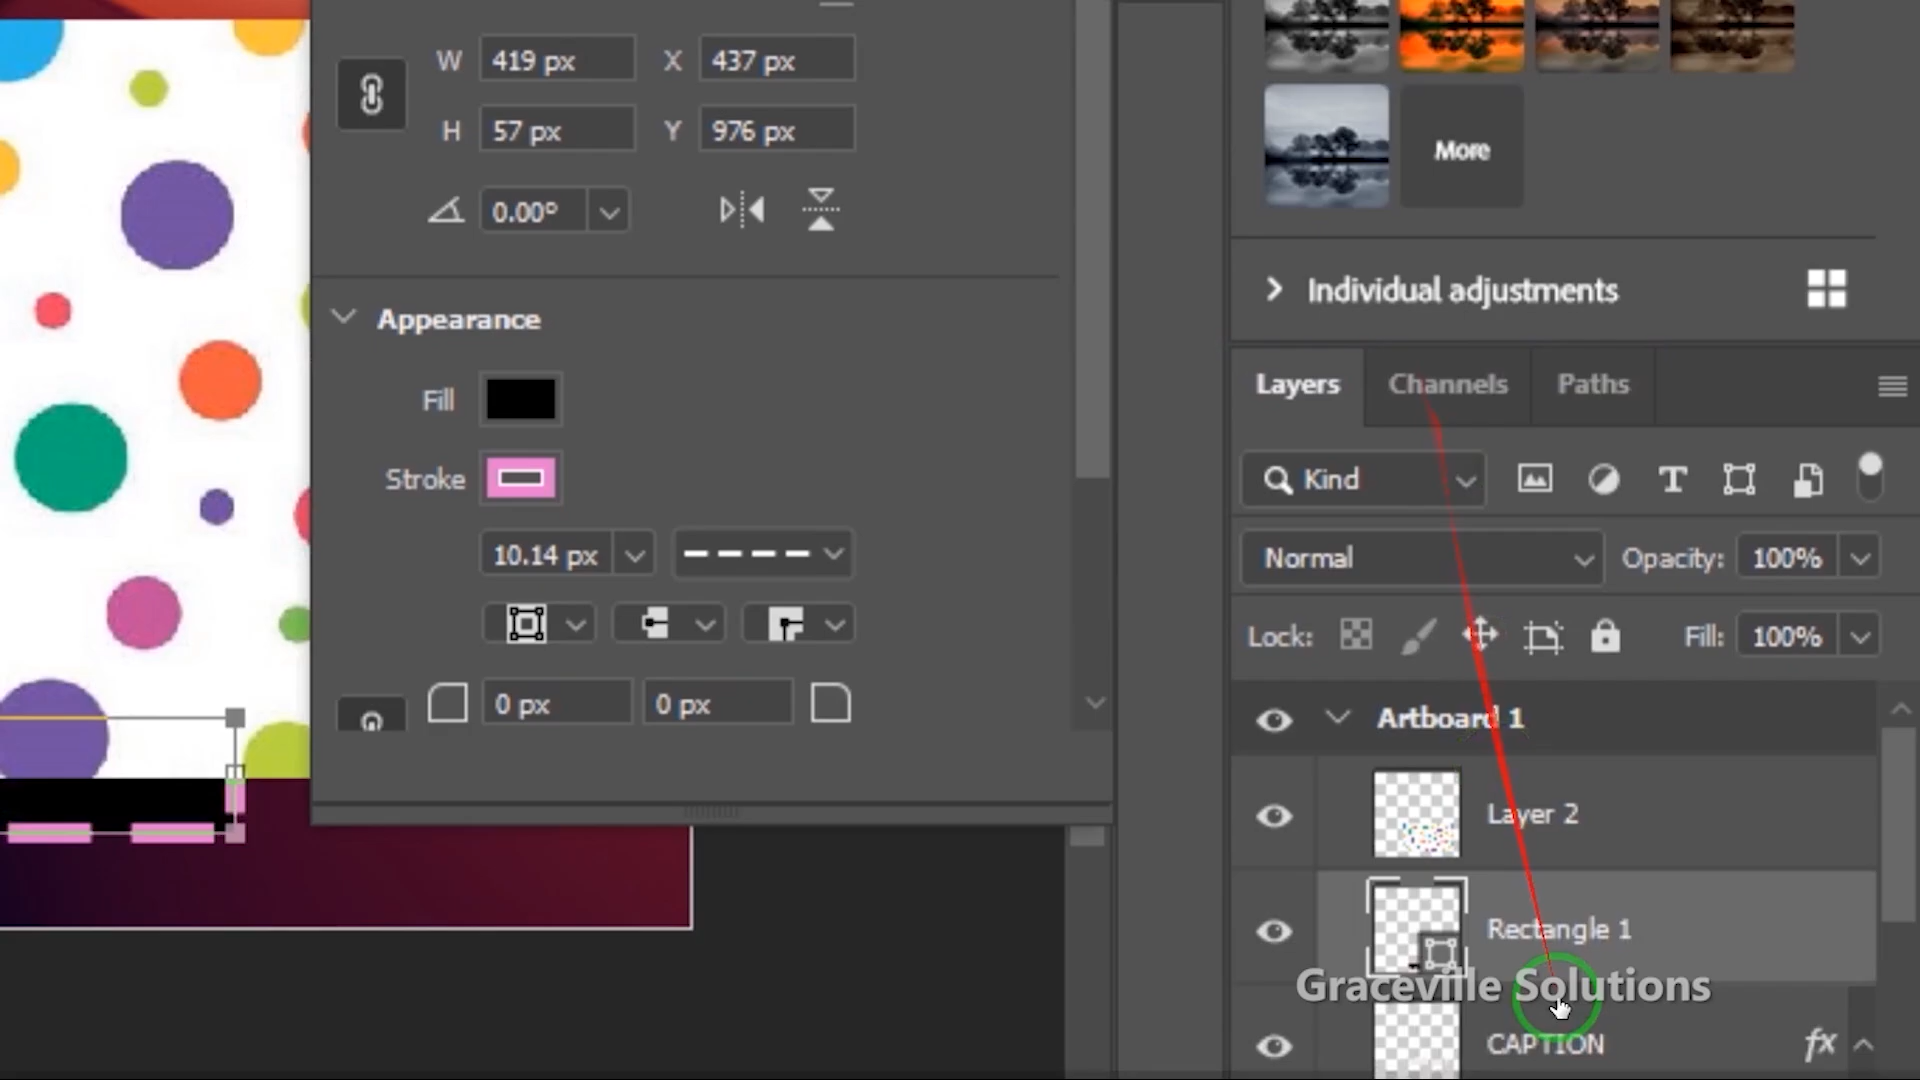 W 419 px X 437 px
H 57 px Y 976 px
0.00°
More
Individual adjustments
Appearance
Fill
Stroke
10.14 px
0 px 0 px
Layers Channels Paths
Kind
Normal Opacity: 100%
Lock: Fill: 100%
Artboard 1
Layer 2
Rectangle 1
Graceville Solutions
CAPTION fx